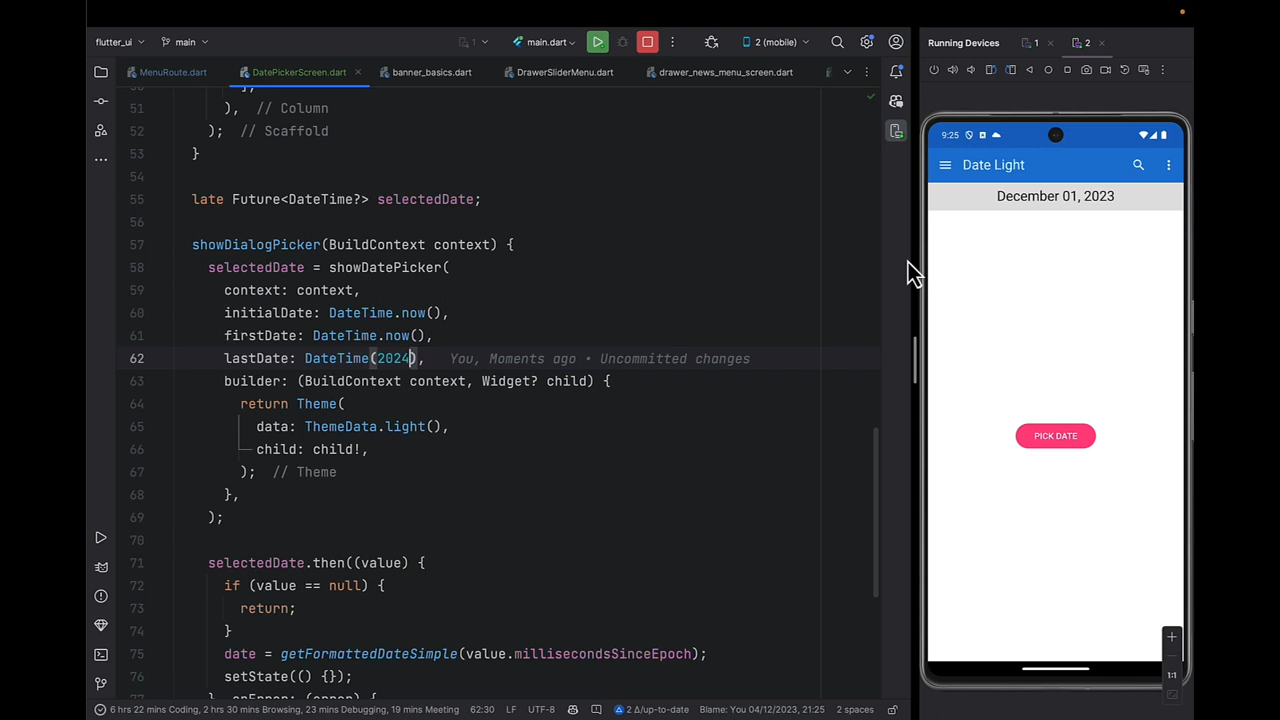 flutter_ui
main
1
main.dart
2 (mobile)
Running Devices
1
2
MenuRoute.dart
DatePickerScreen.dart
banner_basics.dart
DrawerSliderMenu.dart
drawer_news_menu_screen.dart
51 ), // Column
52 ); // Scaffold
53 }
54
55 late Future<DateTime?> selectedDate;
56
57 showDialogPicker(BuildContext context) {
58 selectedDate = showDatePicker(
59 context: context,
60 initialDate: DateTime.now(),
61 firstDate: DateTime.now(),
62 lastDate: DateTime(2024), You, Moments ago • Uncommitted changes
63 builder: (BuildContext context, Widget? child) {
64 return Theme(
65 data: ThemeData.light(),
66 child: child!,
67 ); // Theme
68 },
69 );
70
71 selectedDate.then((value) {
72 if (value == null) {
73 return;
74 }
75 date = getFormattedDateSimple(value.millisecondsSinceEpoch);
76 setState(() {});
9:25
Date Light
December 01, 2023
PICK DATE
1:1
6 hrs 22 mins Coding, 2 hrs 30 mins Browsing, 23 mins Debugging, 19 mins Meeting
62:30
LF
UTF-8
2 Δ/up-to-date
Blame: You 04/12/2023, 21:25
2 spaces